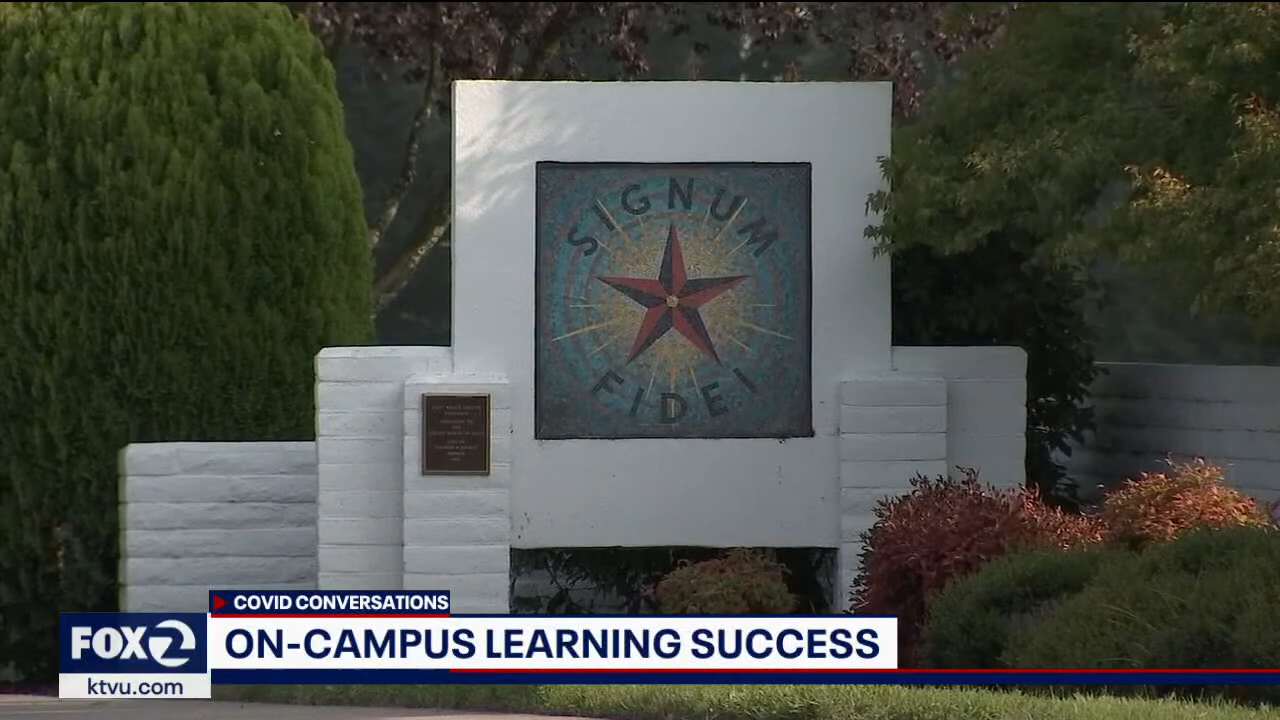 SIGNUM
FIDEI
COVID CONVERSATIONS
FOX 2
ON-CAMPUS LEARNING SUCCESS
ktvu.com